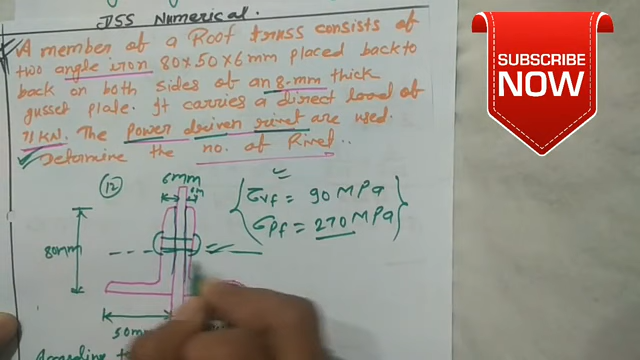 DSS Numerical.
A member of a Roof truss consists of
two angle iron 80×50×6mm placed back to
back on both sides of an 8-mm thick
gusset plate. It carries a direct load of
71 KN. The power driven rivet are used.
Determine the no. of Rivet.
SUBSCRIBE
NOW
12
6mm
τvf = 90 MPa
σpf = 270 MPa
80mm
50mm
According to